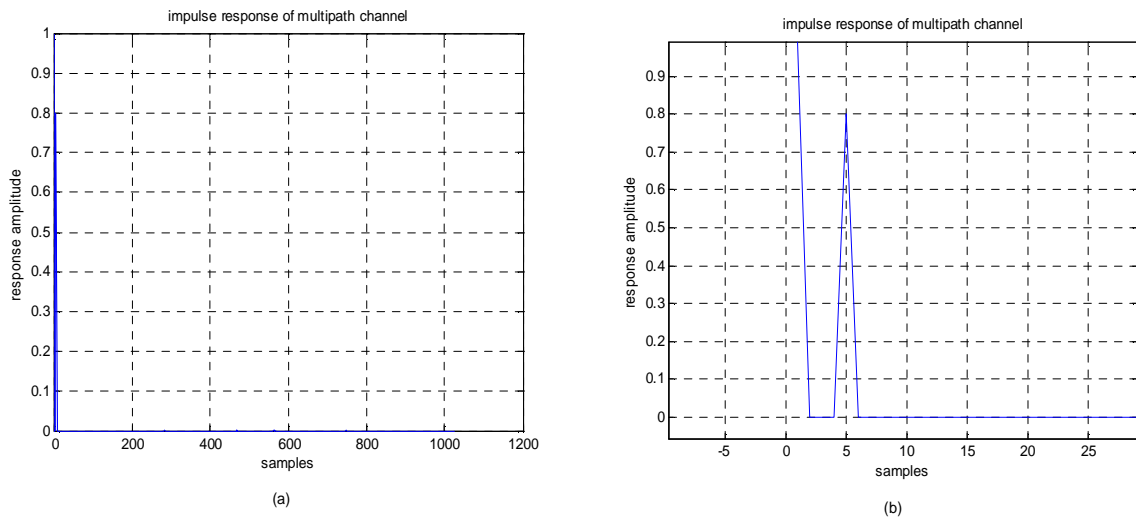 impulse response of multipath channel
1
0.9
0.8
0.7
0.6
0.5
0.4
0.3
0.2
0.1
0
response amplitude
0 200 400 600 800 1000 1200
samples
(a)
impulse response of multipath channel
0.9
0.8
0.7
0.6
0.5
0.4
0.3
0.2
0.1
0
response amplitude
-5 0 5 10 15 20 25
samples
(b)